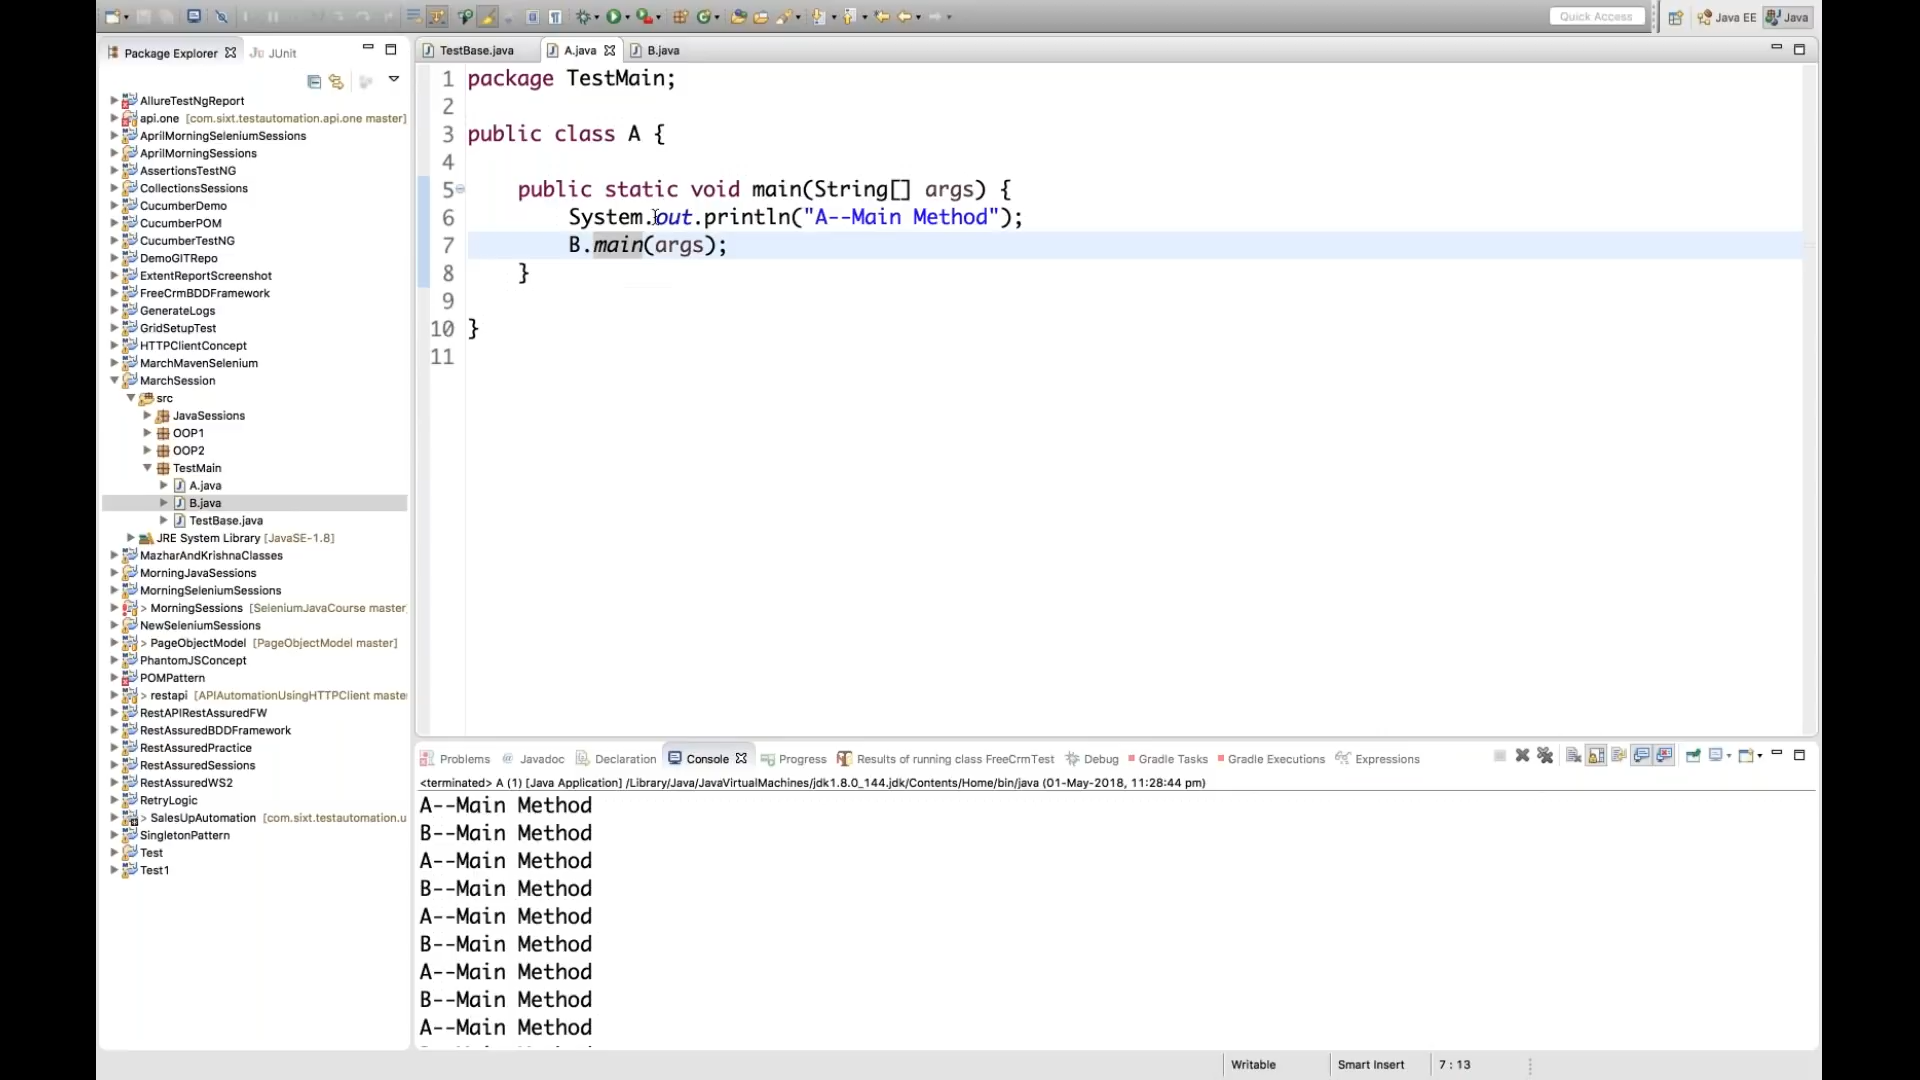 Quick Access
Java EE
Java
Package Explorer
JUnit
TestBase.java
A.java
B.java
AllureTestNgReport
api.one [com.sixt.testautomation.api.one master]
AprilMorningSeleniumSessions
AprilMorningSessions
AssertionsTestNG
CollectionsSessions
CucumberDemo
CucumberPOM
CucumberTestNG
DemoGITRepo
ExtentReportScreenshot
FreeCrmBDDFramework
GenerateLogs
GridSetupTest
HTTPClientConcept
MarchMavenSelenium
MarchSession
src
JavaSessions
OOP1
OOP2
TestMain
A.java
B.java
TestBase.java
JRE System Library [JavaSE-1.8]
MazharAndKrishnaClasses
MorningJavaSessions
MorningSeleniumSessions
> MorningSessions [SeleniumJavaCourse master]
NewSeleniumSessions
> PageObjectModel [PageObjectModel master]
PhantomJSConcept
POMPattern
> restapi [APIAutomationUsingHTTPClient maste
RestAPIRestAssuredFW
RestAssuredBDDFramework
RestAssuredPractice
RestAssuredSessions
RestAssuredWS2
RetryLogic
> SalesUpAutomation [com.sixt.testautomation.u
SingletonPattern
Test
Test1
1 package TestMain;
2
3 public class A {
4
5 public static void main(String[] args) {
6 System.out.println("A--Main Method");
7 B.main(args);
8 }
9
10 }
11
Problems
Javadoc
Declaration
Console
Progress
Results of running class FreeCrmTest
Debug
Gradle Tasks
Gradle Executions
Expressions
<terminated> A (1) [Java Application] /Library/Java/JavaVirtualMachines/jdk1.8.0_144.jdk/Contents/Home/bin/java (01-May-2018, 11:28:44 pm)
A--Main Method
B--Main Method
A--Main Method
B--Main Method
A--Main Method
B--Main Method
A--Main Method
B--Main Method
A--Main Method
Writable
Smart Insert
7 : 13